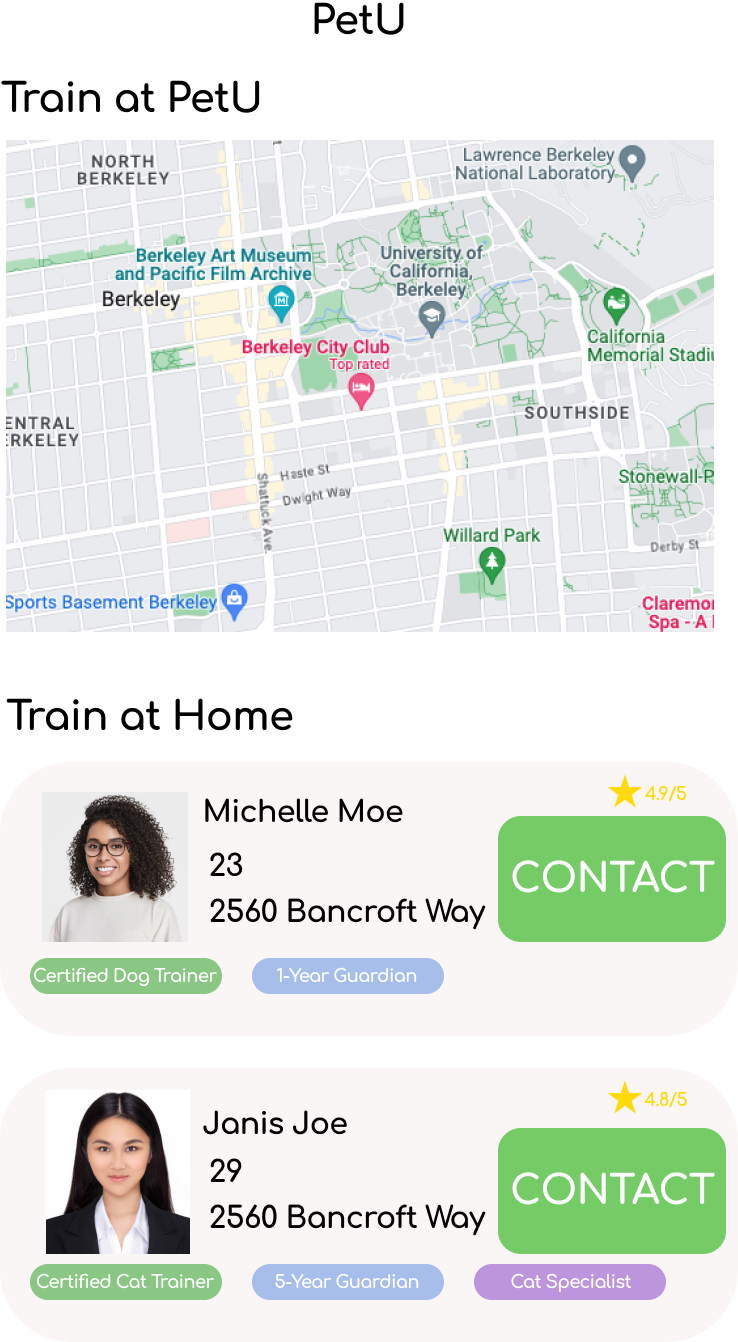 PetU
Train at PetU
NORTH
BERKELEY
Lawrence Berkeley
National Laboratory
Berkeley Art Museum
and Pacific Film Archive
University of
California,
Berkeley
Berkeley
Berkeley City Club
Top rated
California
Memorial Stadiu
ENTRAL
ERKELEY
SOUTHSIDE
Haste St
Dwight Way
Shattuck Ave
Stonewall-P
Willard Park
Derby St
Sports Basement Berkeley
Claremo
Spa - A
Train at Home
Michelle Moe
4.9/5
23
2560 Bancroft Way
CONTACT
Certified Dog Trainer
1-Year Guardian
Janis Joe
4.8/5
29
2560 Bancroft Way
CONTACT
Certified Cat Trainer
5-Year Guardian
Cat Specialist